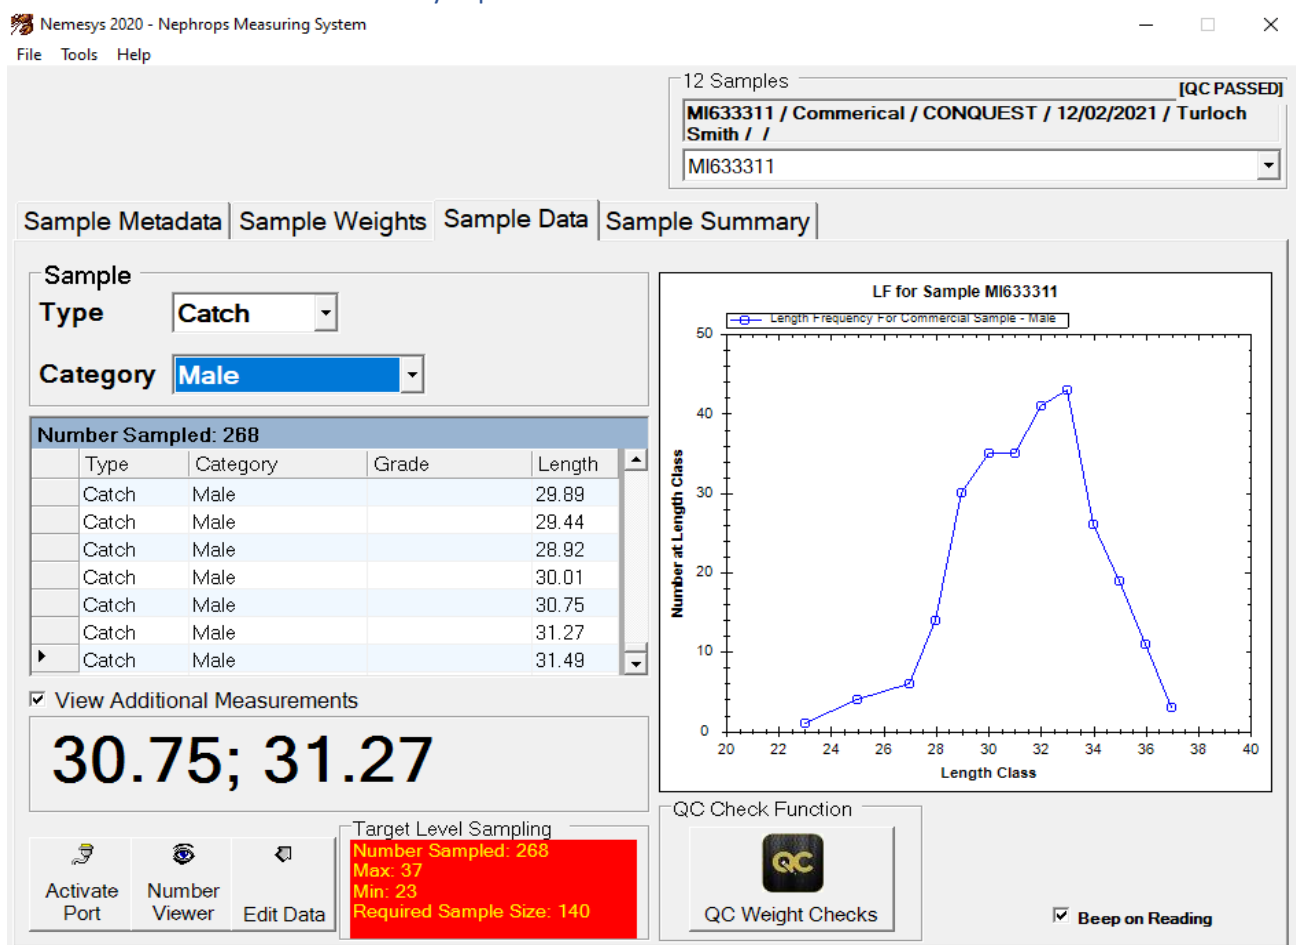 Nemesys 2020 - Nephrops Measuring System
File Tools Help
12 Samples
[QC PASSED]
MI633311 / Commerical / CONQUEST / 12/02/2021 / Turloch
Smith / /
MI633311
Sample Metadata Sample Weights Sample Data Sample Summary
Sample
Type Catch
Category Male
Number Sampled: 268
Type Category Grade Length
Catch Male 29.89
Catch Male 29.44
Catch Male 28.92
Catch Male 30.01
Catch Male 30.75
Catch Male 31.27
Catch Male 31.49
View Additional Measurements
30.75; 31.27
Activate Port
Number Viewer
Edit Data
Target Level Sampling
Number Sampled: 268
Max: 37
Min: 23
Required Sample Size: 140
LF for Sample MI633311
Length Frequency For Commercial Sample - Male
Number at Length Class
50
40
30
20
10
0
20 22 24 26 28 30 32 34 36 38 40
Length Class
QC Check Function
QC
QC Weight Checks
Beep on Reading